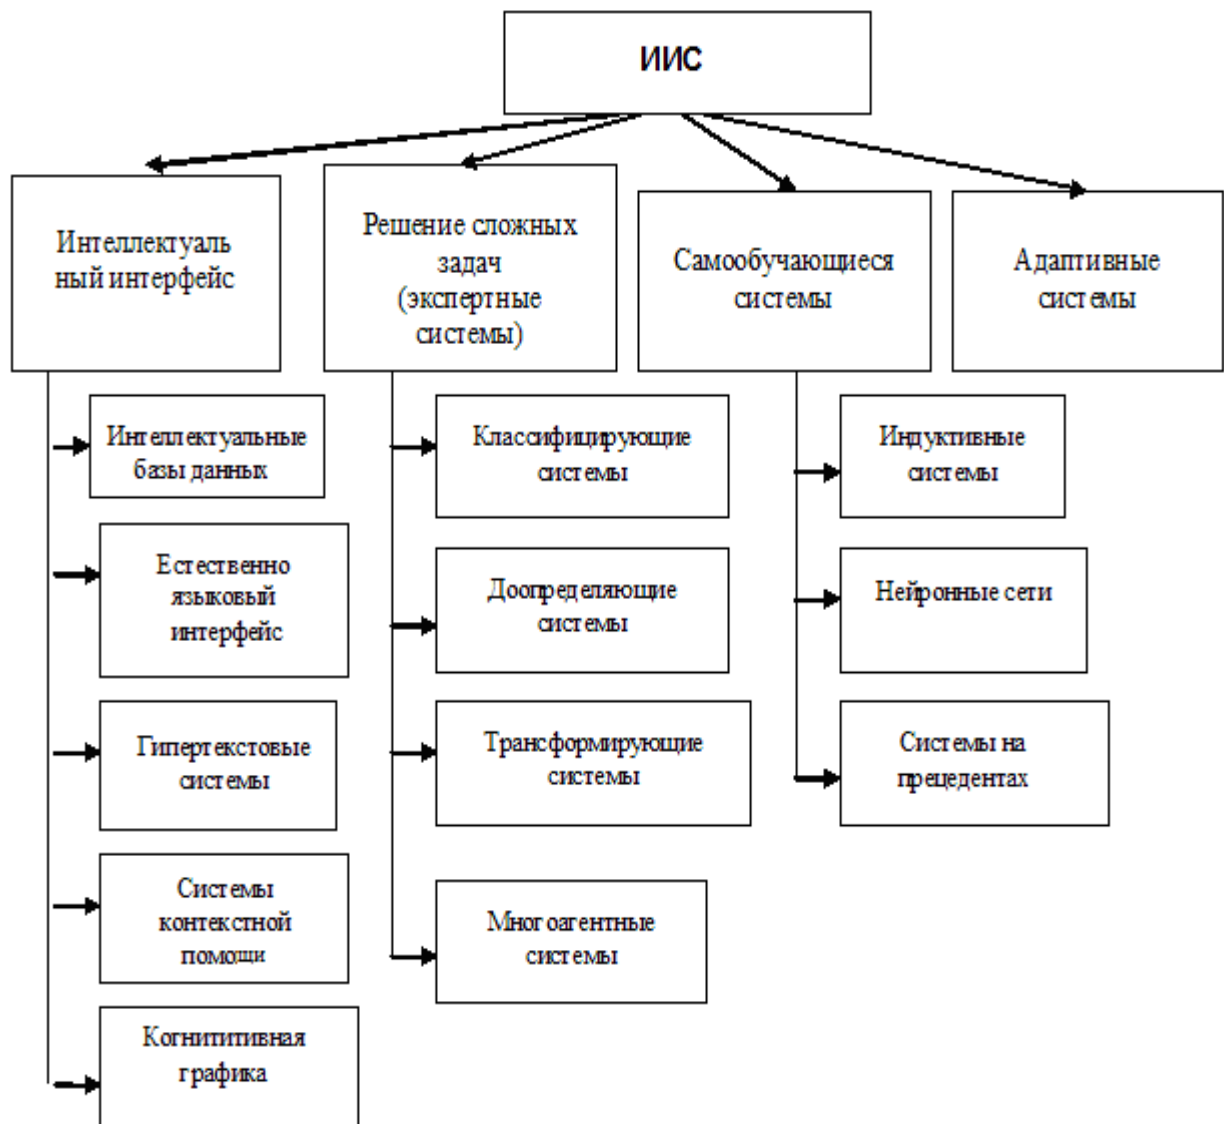 ИИС
Интеллектуаль
ный интерфейс
Решение сложных
задач
(экспертные
системы)
Самообучающиеся
системы
Адаптивные
системы
Интеллектуальные
базы данных
Естественно
языковый
интерфейс
Гипертекстовые
системы
Системы
контекстной
помощи
Когнититивная
графика
Классифицирующие
системы
Доопределяющие
системы
Трансформирующие
системы
Многоагентные
системы
Индуктивные
системы
Нейронные сети
Системы на
прецедентах